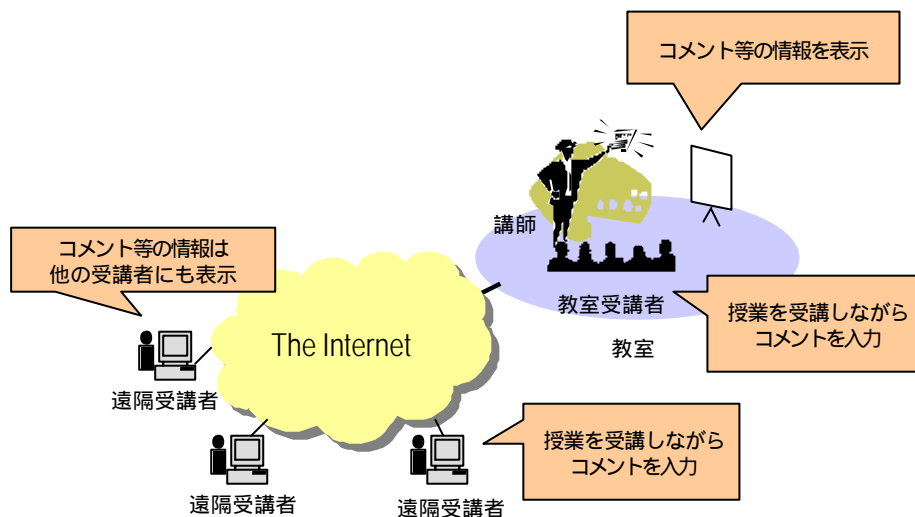 コメント等の情報を表示
講師
コメント等の情報は
他の受講者にも表示
教室受講者
授業を受講しながら
コメントを入力
The Internet
教室
遠隔受講者
授業を受講しながら
コメントを入力
遠隔受講者
遠隔受講者